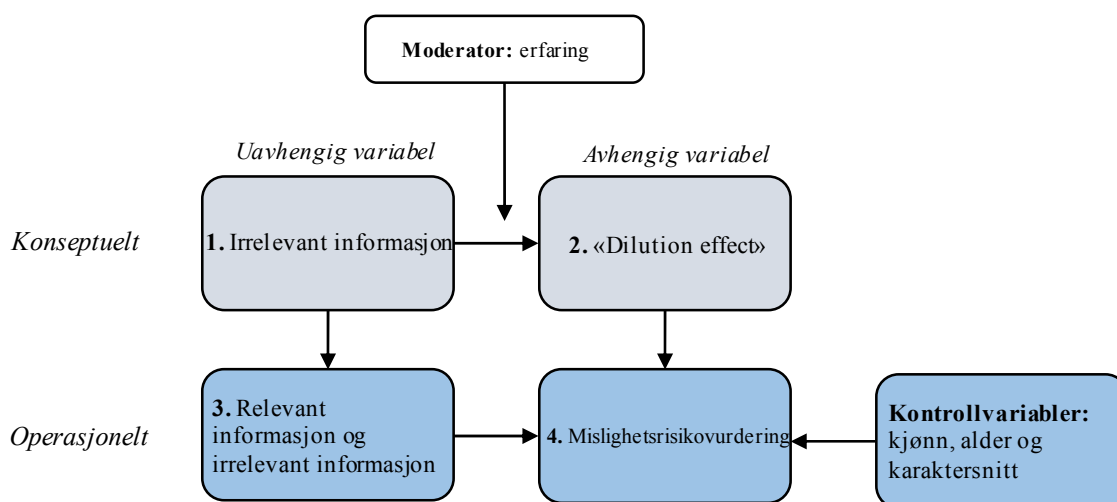 Moderator: erfaring
Uavhengig variabel
Avhengig variabel
Konseptuelt
1. Irrelevant informasjon
2. «Dilution effect»
Operasjonelt
3. Relevant
informasjon og
irrelevant informasjon
4. Mislighetsrisikovurdering
Kontrollvariabler:
kjønn, alder og
karaktersnitt